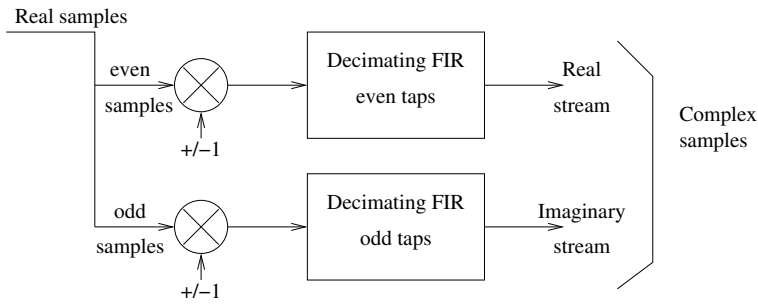 Real samples
even
samples
+/−1
Decimating FIR
even taps
Real
stream
odd
samples
+/−1
Decimating FIR
odd taps
Imaginary
stream
Complex
samples